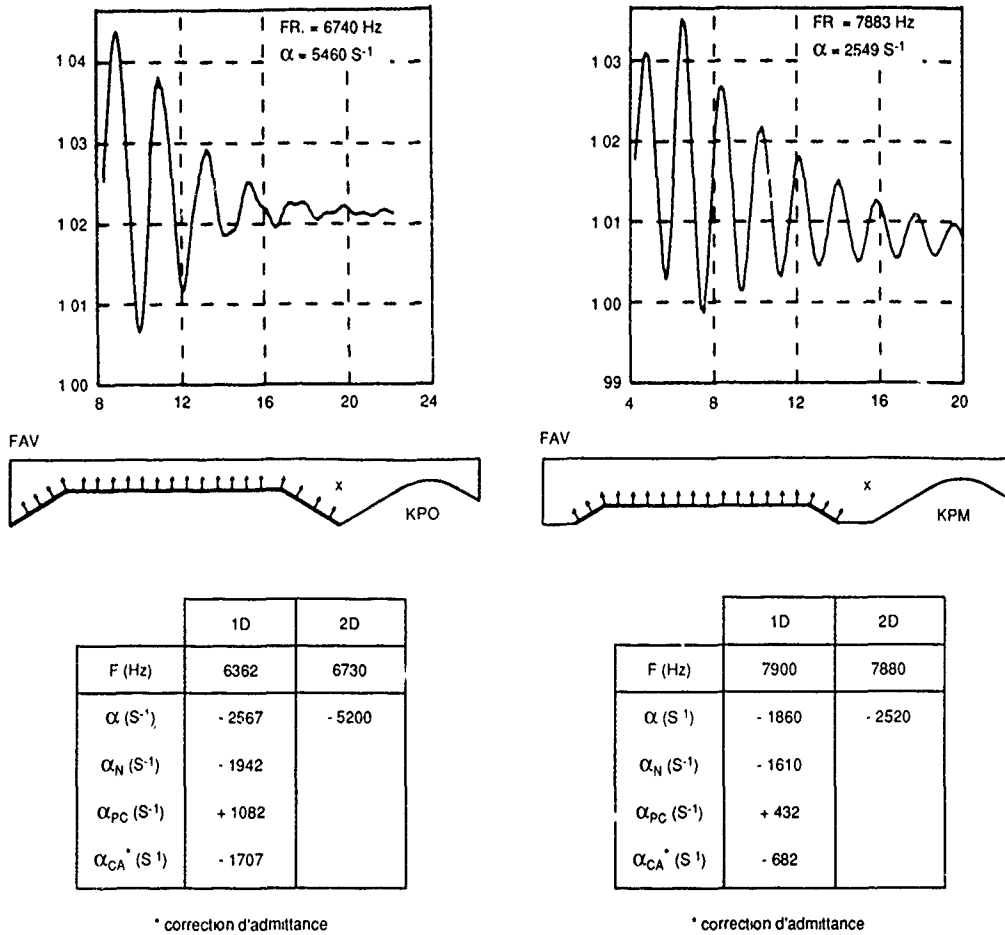 FR. = 6740 Hz
α = 5460 S-1
1 04
1 03
1 02
1 01
1 00
8 12 16 20 24
FAV
x
KPO
1D 2D
F (Hz) 6362 6730
α (S-1) - 2567 - 5200
αN (S-1) - 1942
αPC (S-1) + 1082
αCA* (S-1) - 1707
* correction d'admittance
FR = 7883 Hz
α = 2549 S-1
1 03
1 02
1 01
1 00
99
4 8 12 16 20
FAV
x
KPM
1D 2D
F (Hz) 7900 7880
α (S 1) - 1860 - 2520
αN (S-1) - 1610
αPC (S-1) + 432
αCA* (S 1) - 682
* correction d'admittance